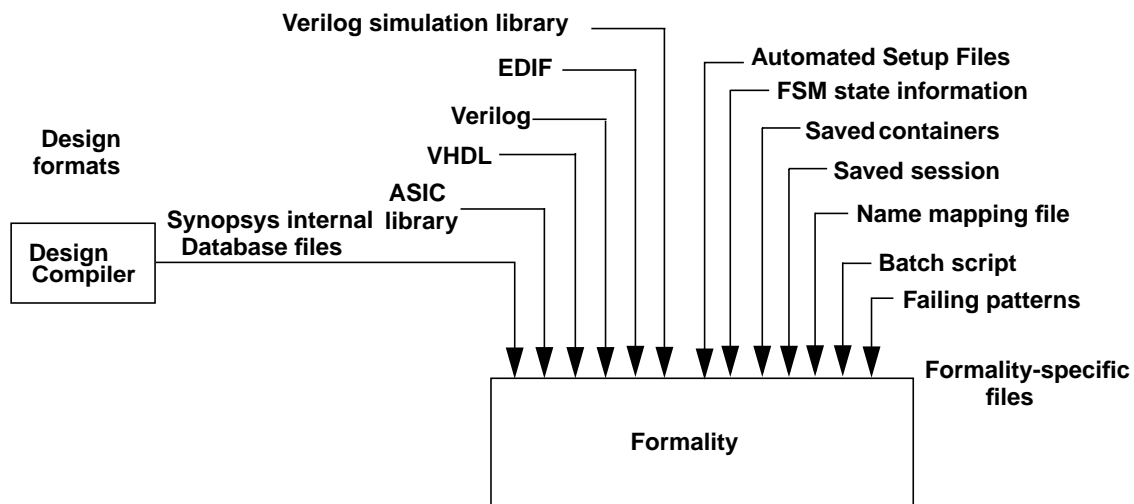 Verilog simulation library
EDIF
Verilog
VHDL
ASIC
library
Design
formats
Synopsys internal
Database files
Design
Compiler
Automated Setup Files
FSM state information
Saved containers
Saved session
Name mapping file
Batch script
Failing patterns
Formality-specific
files
Formality